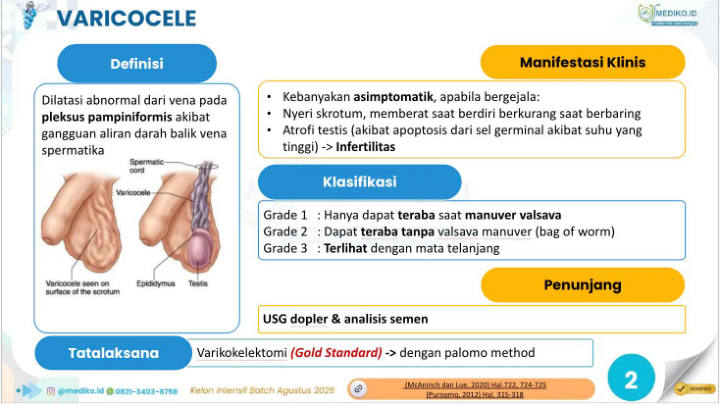 VARICOCELE
MEDIKO.ID
Definisi
Dilatasi abnormal dari vena pada
pleksus pampiniformis akibat
gangguan aliran darah balik vena
spermatika
Spermatic
cord
Varicocele
Varicocele seen on
surface of the scrotum
Epididymus
Testis
Manifestasi Klinis
• Kebanyakan asimptomatik, apabila bergejala:
• Nyeri skrotum, memberat saat berdiri berkurang saat berbaring
• Atrofi testis (akibat apoptosis dari sel germinal akibat suhu yang
tinggi) -> Infertilitas
Klasifikasi
Grade 1 : Hanya dapat teraba saat manuver valsava
Grade 2 : Dapat teraba tanpa valsava manuver (bag of worm)
Grade 3 : Terlihat dengan mata telanjang
Penunjang
USG dopler & analisis semen
Tatalaksana
Varikokelektomi (Gold Standard) -> dengan palomo method
@mediko.id 0821-3403-8758 Kelon Intensif Batch Agustus 2025
(McAninch dan Lue, 2020) Hal.722, 724-725
(Purnomo, 2012) Hal. 315-318
2
VERIFIED